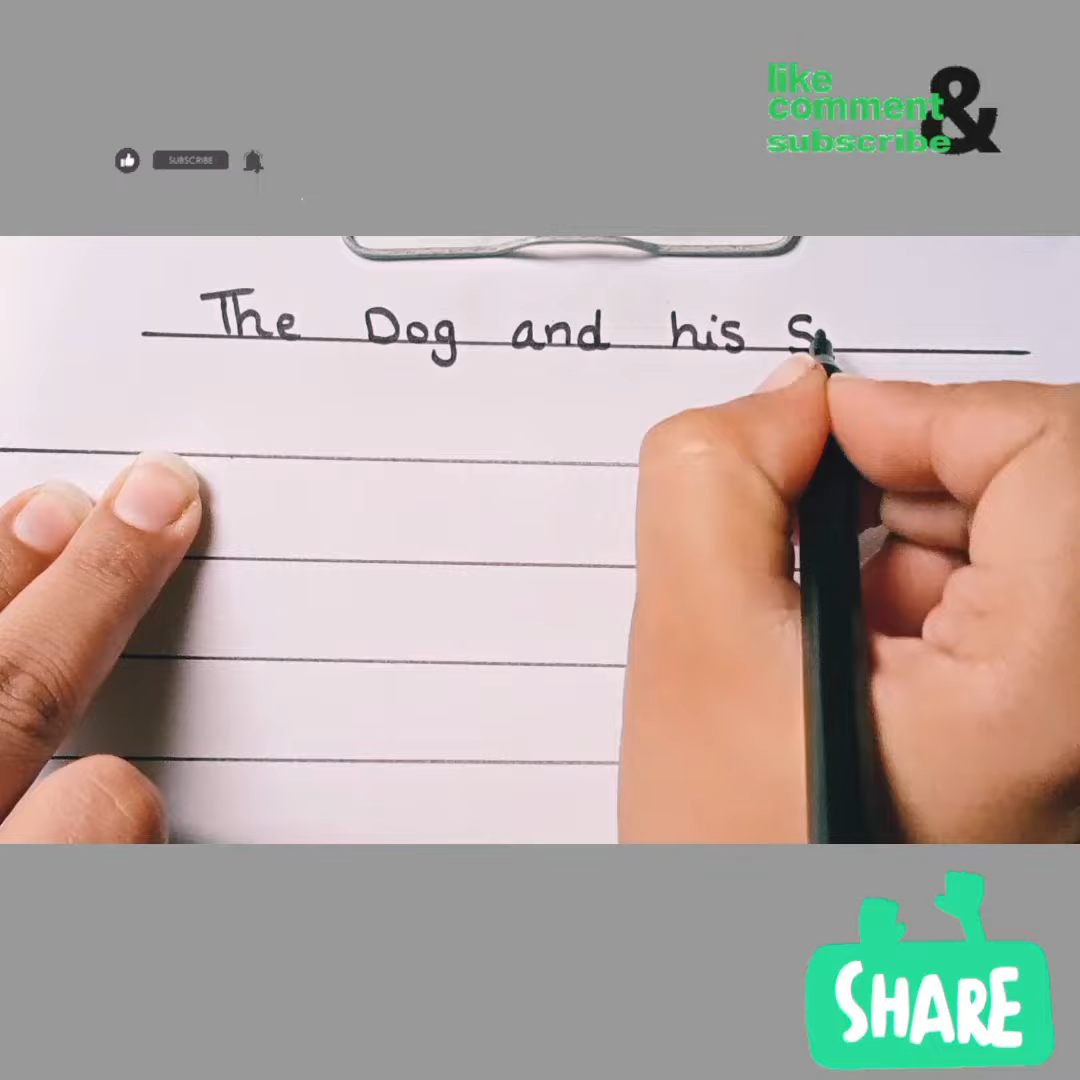 like
comment &
subscribe
SUBSCRIBE
The Dog and his S
SHARE